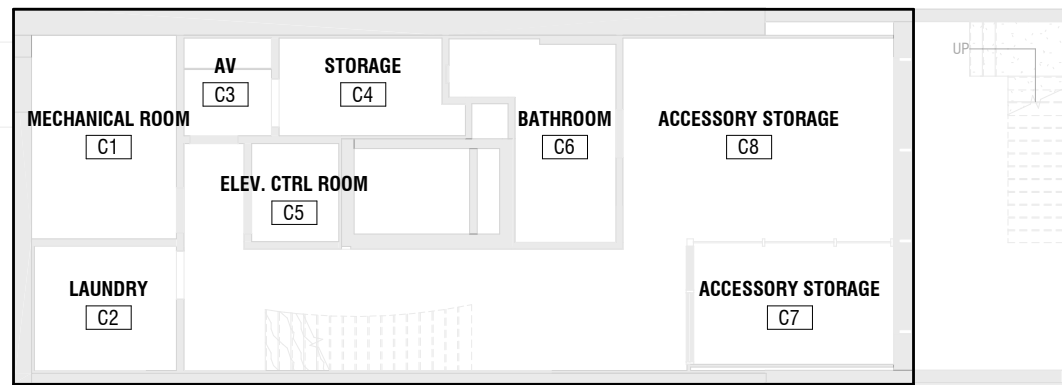 UP
AV
C3
STORAGE
C4
MECHANICAL ROOM
C1
BATHROOM
C6
ACCESSORY STORAGE
C8
ELEV. CTRL ROOM
C5
LAUNDRY
C2
ACCESSORY STORAGE
C7